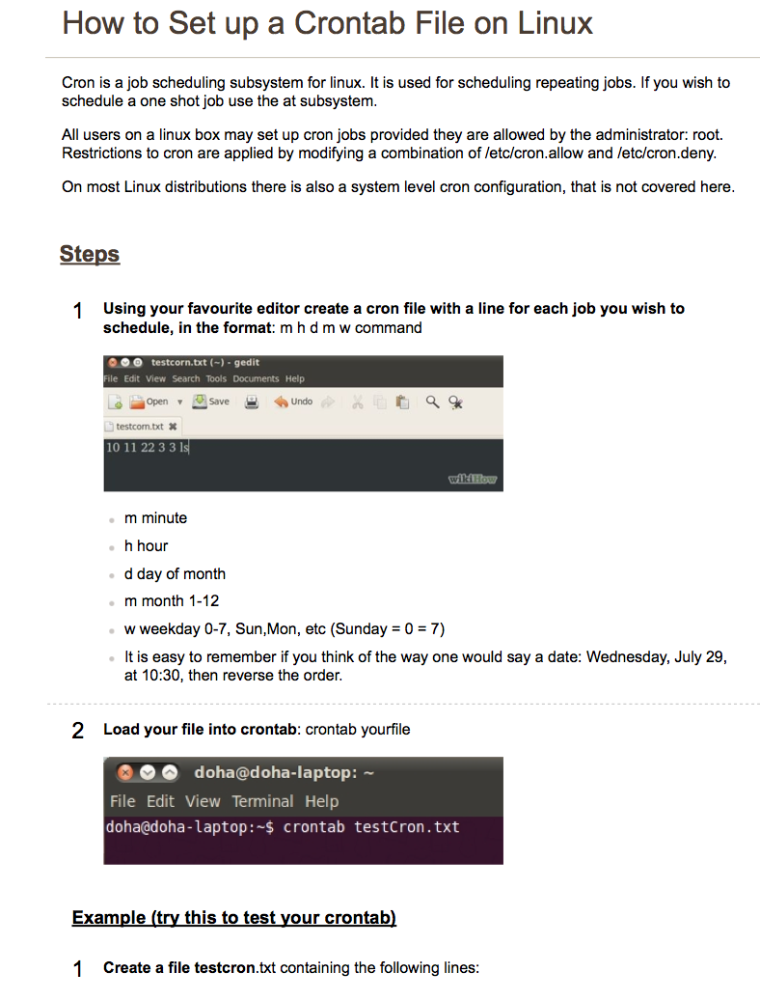 How to Set up a Crontab File on Linux
Cron is a job scheduling subsystem for linux. It is used for scheduling repeating jobs. If you wish to
schedule a one shot job use the at subsystem.
All users on a linux box may set up cron jobs provided they are allowed by the administrator: root.
Restrictions to cron are applied by modifying a combination of /etc/cron.allow and /etc/cron.deny.
On most Linux distributions there is also a system level cron configuration, that is not covered here.
Steps
1 Using your favourite editor create a cron file with a line for each job you wish to
schedule, in the format: m h d m w command
testcorn.txt (~) - gedit
File Edit View Search Tools Documents Help
Open Save Undo
testcorn.txt
10 11 22 3 3 ls
wikiHow
m minute
h hour
d day of month
m month 1-12
w weekday 0-7, Sun,Mon, etc (Sunday = 0 = 7)
It is easy to remember if you think of the way one would say a date: Wednesday, July 29,
at 10:30, then reverse the order.
2 Load your file into crontab: crontab yourfile
doha@doha-laptop: ~
File Edit View Terminal Help
doha@doha-laptop:~$ crontab testCron.txt
Example (try this to test your crontab)
1 Create a file testcron.txt containing the following lines: